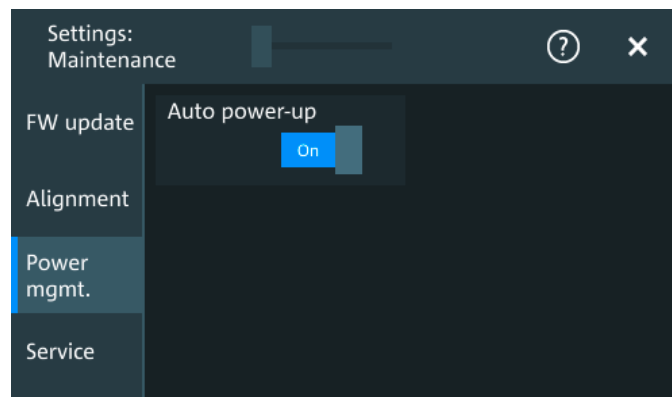 Settings:
Maintenance
?
FW update
Auto power-up
On
Alignment
Power
mgmt.
Service